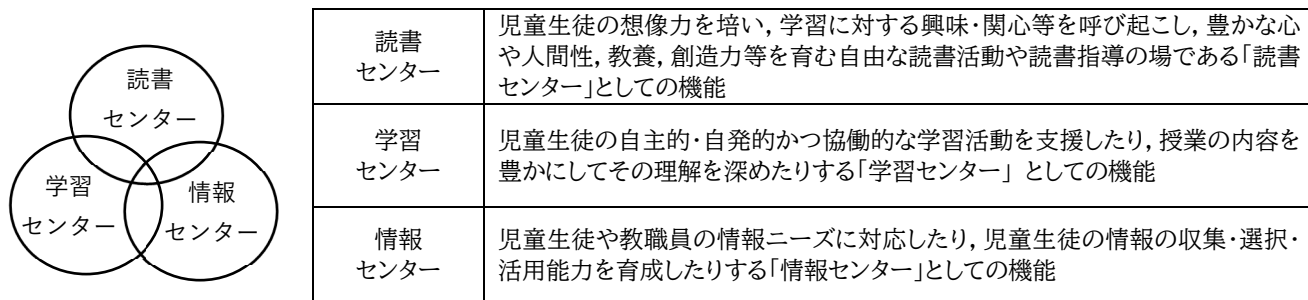 読書
センター
学習
センター
情報
センター
読書
センター
児童生徒の想像力を培い，学習に対する興味・関心等を呼び起こし，豊かな心
や人間性，教養，創造力等を育む自由な読書活動や読書指導の場である「読書
センター」としての機能
学習
センター
児童生徒の自主的・自発的かつ協働的な学習活動を支援したり，授業の内容を
豊かにしてその理解を深めたりする「学習センター」 としての機能
情報
センター
児童生徒や教職員の情報ニーズに対応したり，児童生徒の情報の収集・選択・
活用能力を育成したりする「情報センター」としての機能